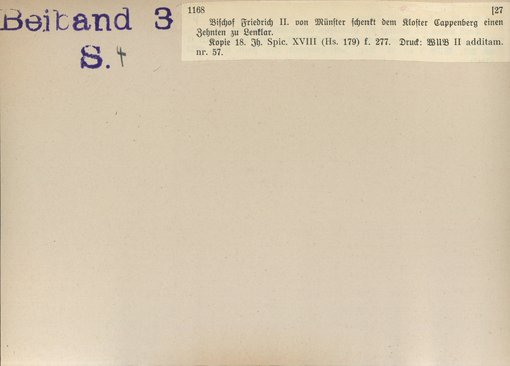 Beiband 3
S. 4
1168 [27
Bischof Friedrich II. von Münster schenkt dem Kloster Cappenberg einen
Zehnten zu Lenklar.
Kopie 18. Jh. Spic. XVIII (Hs. 179) f. 277. Druck: WUB II additam.
nr. 57.